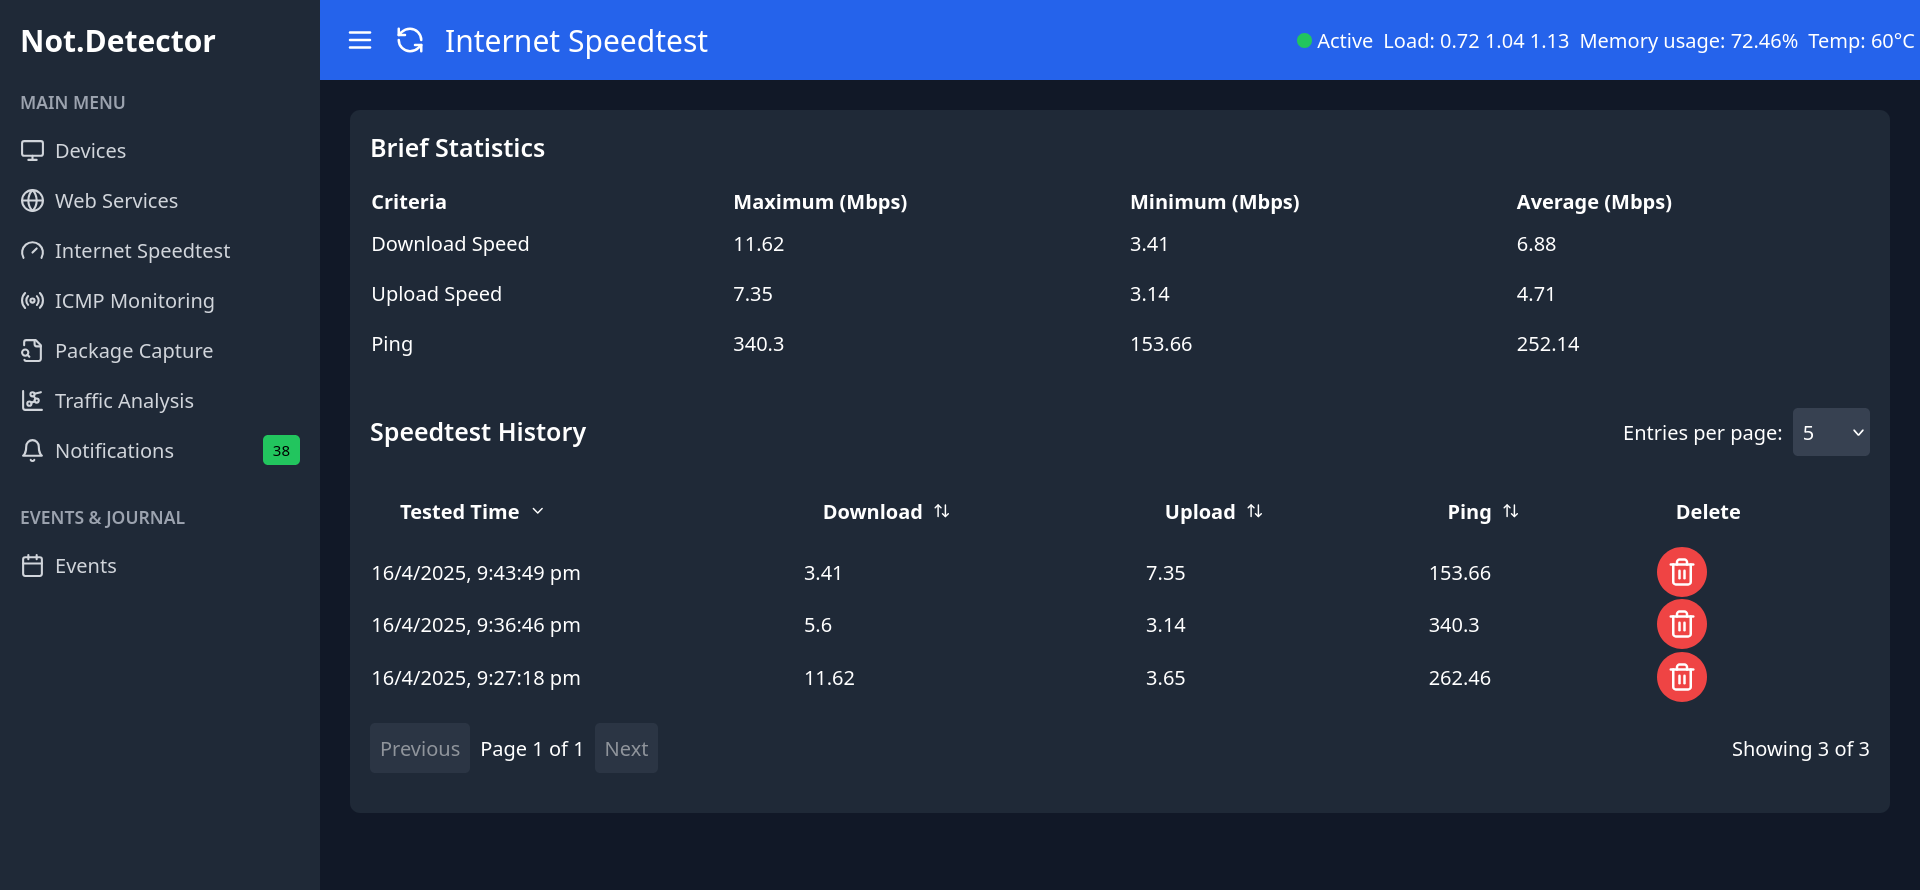 Not.Detector
Internet Speedtest
Active Load: 0.72 1.04 1.13 Memory usage: 72.46% Temp: 60°C
MAIN MENU
Devices
Web Services
Internet Speedtest
ICMP Monitoring
Package Capture
Traffic Analysis
Notifications 38
EVENTS & JOURNAL
Events
Brief Statistics
Criteria Maximum (Mbps) Minimum (Mbps) Average (Mbps)
Download Speed 11.62 3.41 6.88
Upload Speed 7.35 3.14 4.71
Ping 340.3 153.66 252.14
Speedtest History
Entries per page: 5
Tested Time Download Upload Ping Delete
16/4/2025, 9:43:49 pm 3.41 7.35 153.66
16/4/2025, 9:36:46 pm 5.6 3.14 340.3
16/4/2025, 9:27:18 pm 11.62 3.65 262.46
Previous Page 1 of 1 Next
Showing 3 of 3